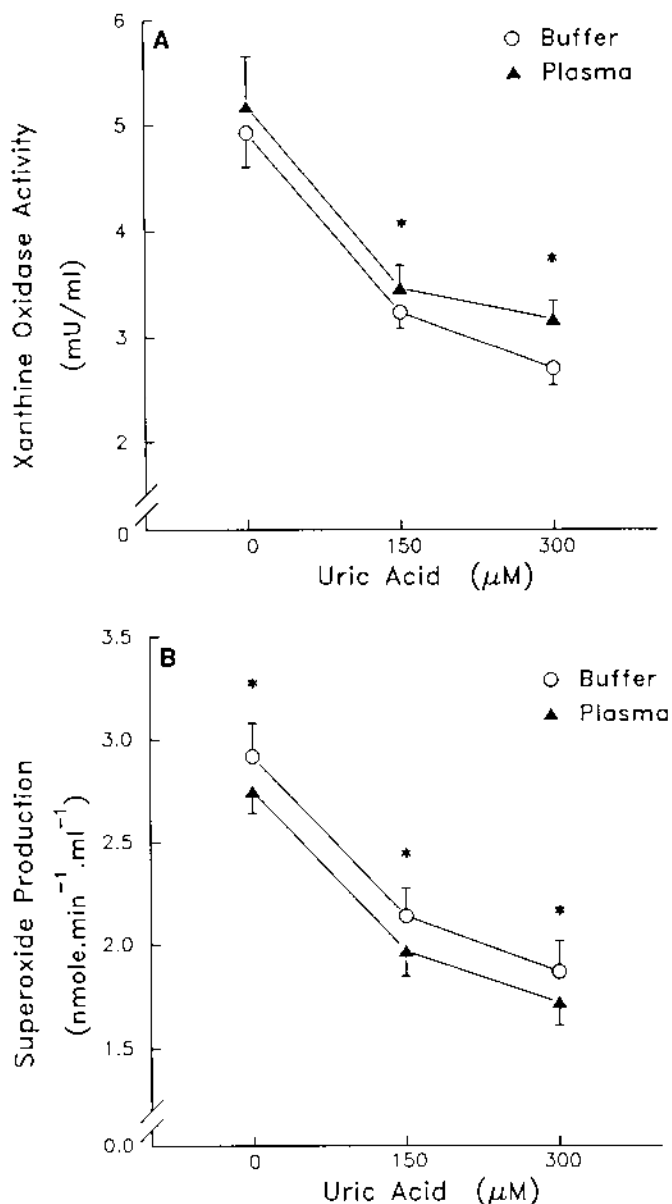 A
6
5
4
3
2
0
○ Buffer
▲ Plasma
*
*
Xanthine Oxidase Activity
(mU/ml)
0 150 300
Uric Acid (μM)
B
3.5
3.0
2.5
2.0
1.5
0.0
○ Buffer
▲ Plasma
*
*
*
Superoxide Production
(nmole.min⁻¹.ml⁻¹)
0 150 300
Uric Acid (μM)